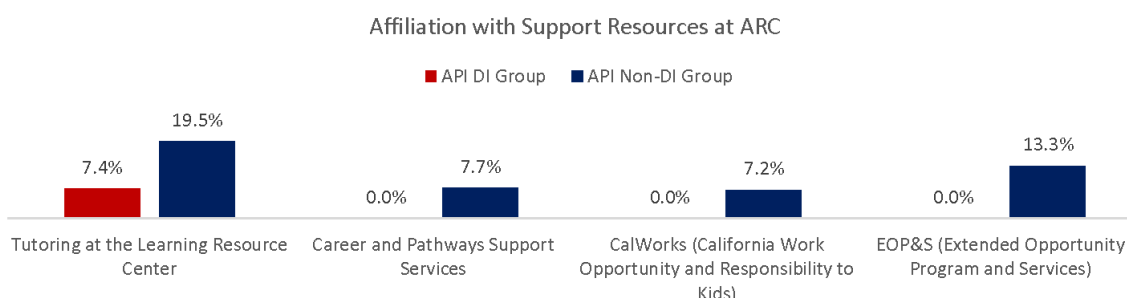 Affiliation with Support Resources at ARC
API DI Group API Non-DI Group
7.4% 19.5% 0.0% 7.7% 0.0% 7.2% 0.0% 13.3%
Tutoring at the Learning Resource
Center
Career and Pathways Support
Services
CalWorks (California Work
Opportunity and Responsibility to
Kids)
EOP&S (Extended Opportunity
Program and Services)